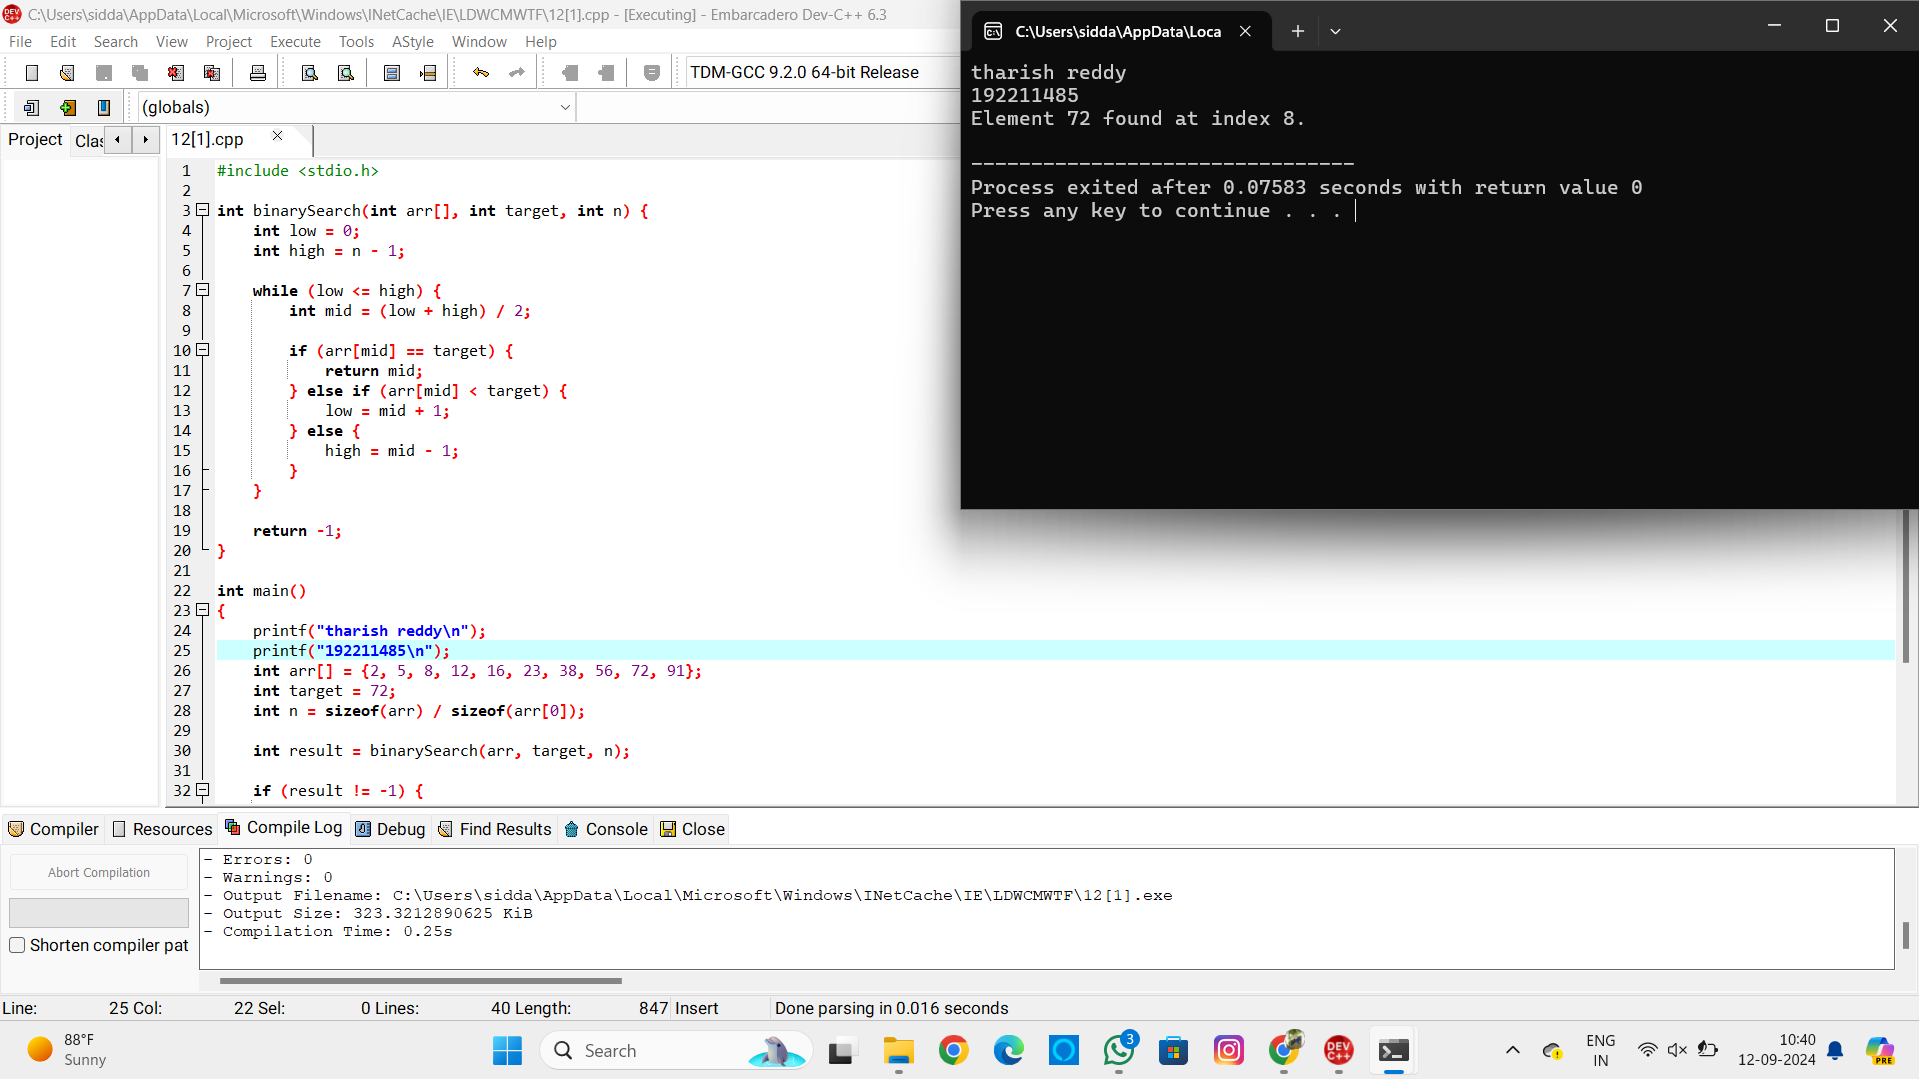 C:\Users\sidda\AppData\Local\Microsoft\Windows\INetCache\IE\LDWCMWTF\12[1].cpp - [Executing] - Embarcadero Dev-C++ 6.3
File Edit Search View Project Execute Tools AStyle Window Help
TDM-GCC 9.2.0 64-bit Release
(globals)
Project Clas 12[1].cpp
1 #include <stdio.h>
2
3 int binarySearch(int arr[], int target, int n) {
4 int low = 0;
5 int high = n - 1;
6
7 while (low <= high) {
8 int mid = (low + high) / 2;
9
10 if (arr[mid] == target) {
11 return mid;
12 } else if (arr[mid] < target) {
13 low = mid + 1;
14 } else {
15 high = mid - 1;
16 }
17 }
18
19 return -1;
20 }
21
22 int main()
23 {
24 printf("tharish reddy\n");
25 printf("192211485\n");
26 int arr[] = {2, 5, 8, 12, 16, 23, 38, 56, 72, 91};
27 int target = 72;
28 int n = sizeof(arr) / sizeof(arr[0]);
29
30 int result = binarySearch(arr, target, n);
31
32 if (result != -1) {
C:\Users\sidda\AppData\Loca
tharish reddy
192211485
Element 72 found at index 8.
--------------------------------
Process exited after 0.07583 seconds with return value 0
Press any key to continue . . .
Compiler Resources Compile Log Debug Find Results Console Close
Abort Compilation
Shorten compiler pat
- Errors: 0
- Warnings: 0
- Output Filename: C:\Users\sidda\AppData\Local\Microsoft\Windows\INetCache\IE\LDWCMWTF\12[1].exe
- Output Size: 323.3212890625 KiB
- Compilation Time: 0.25s
Line: 25 Col: 22 Sel: 0 Lines: 40 Length: 847 Insert Done parsing in 0.016 seconds
88°F
Sunny
Search
3
DEV C++
PRE
ENG
IN
10:40
12-09-2024